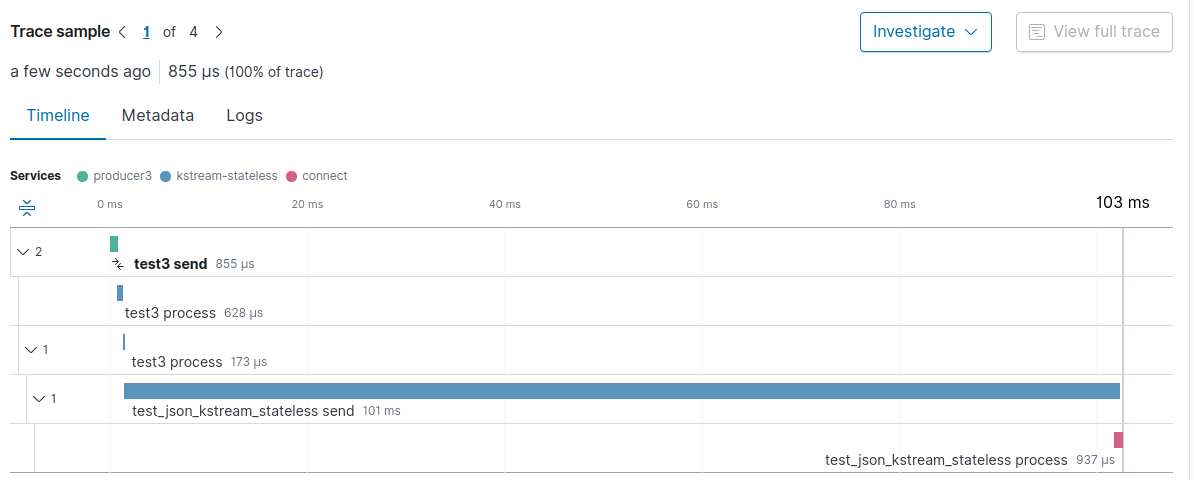 Trace sample 1 of 4 Investigate View full trace
a few seconds ago 855 µs (100% of trace)
Timeline Metadata Logs
Services producer3 kstream-stateless connect
0 ms 20 ms 40 ms 60 ms 80 ms 103 ms
2
test3 send 855 µs
test3 process 628 µs
1
test3 process 173 µs
1
test_json_kstream_stateless send 101 ms
test_json_kstream_stateless process 937 µs